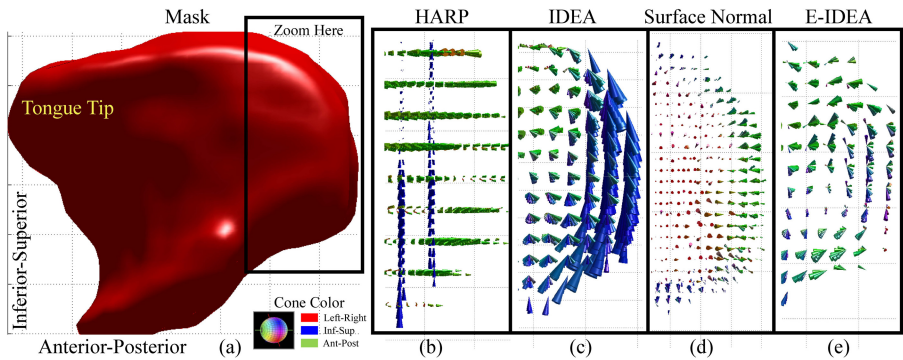 Mask
HARP
IDEA
Surface Normal
E-IDEA
Zoom Here
Tongue Tip
Inferior-Superior
Cone Color
Left-Right
Inf-Sup
Ant-Post
Anterior-Posterior
(a)
(b)
(c)
(d)
(e)